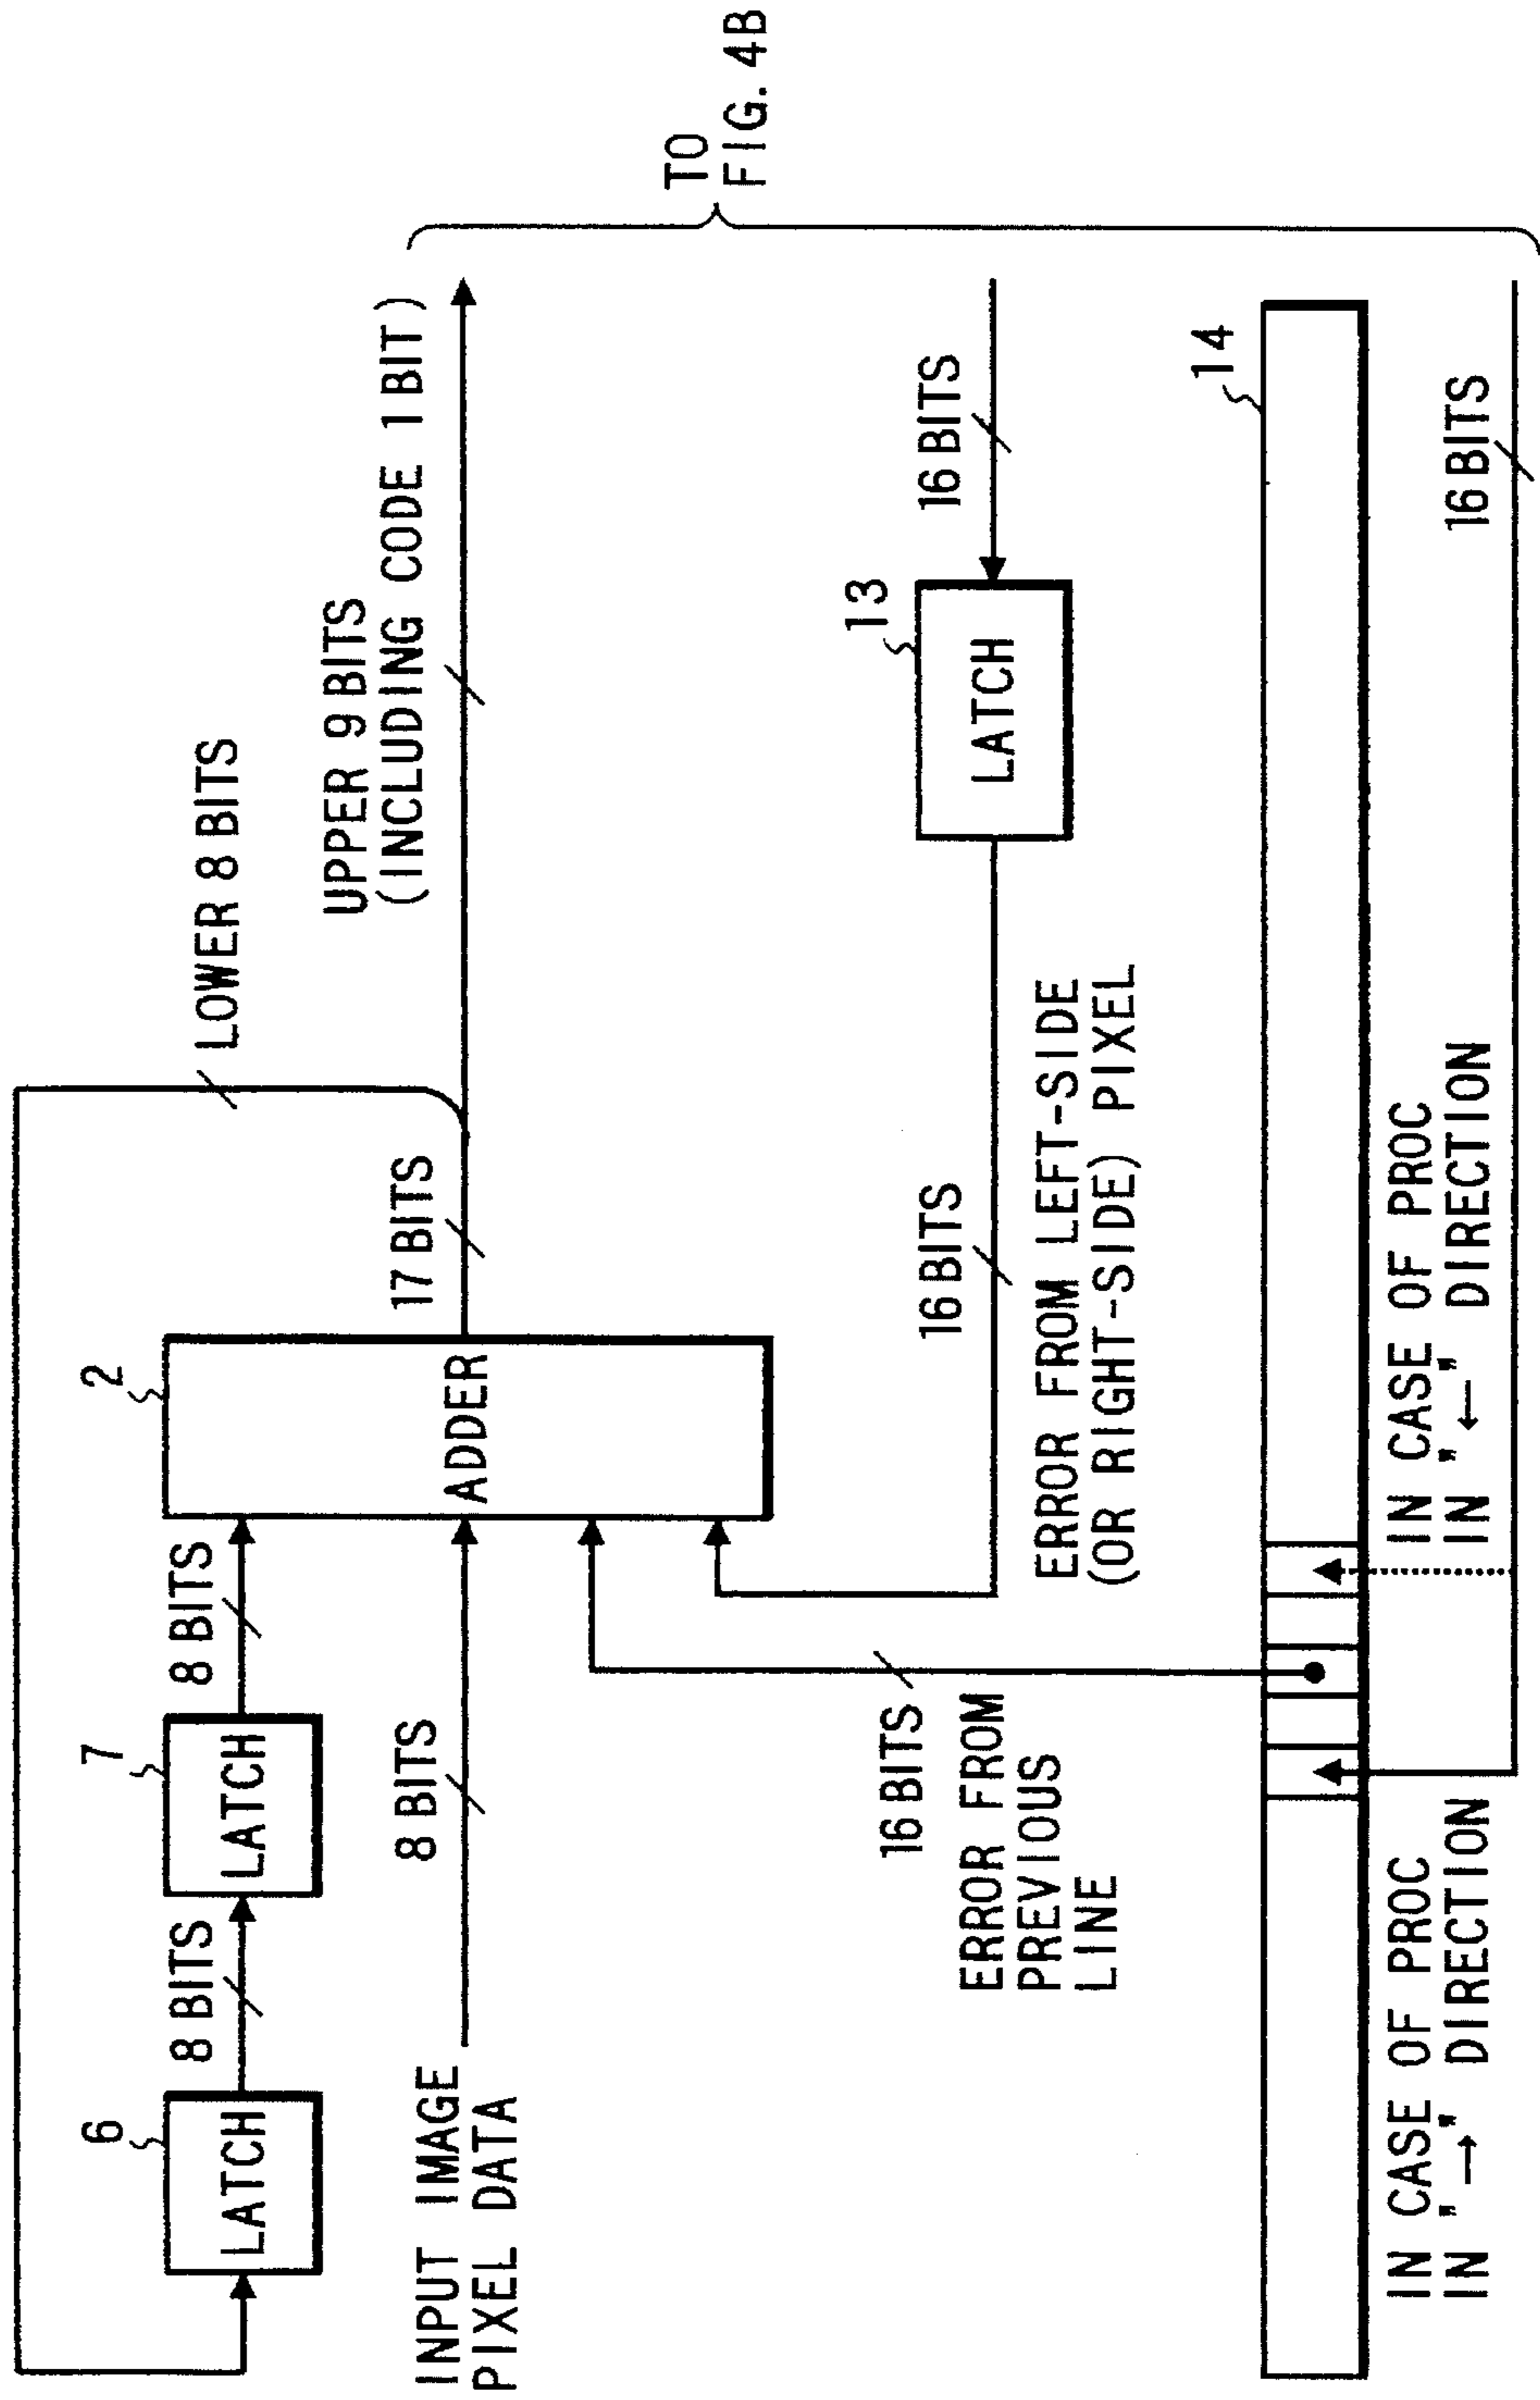 LOWER 8 BITS
6
LATCH
8 BITS
7
LATCH
8 BITS
2
ADDER
17 BITS
UPPER 9 BITS
(INCLUDING CODE 1 BIT)
INPUT IMAGE
PIXEL DATA
8 BITS
TO
FIG. 4B
16 BITS
ERROR FROM
PREVIOUS
LINE
16 BITS
ERROR FROM LEFT-SIDE
(OR RIGHT-SIDE) PIXEL
13
LATCH
16 BITS
14
IN CASE OF PROC
IN "→" DIRECTION
IN CASE OF PROC
IN "←" DIRECTION
16 BITS